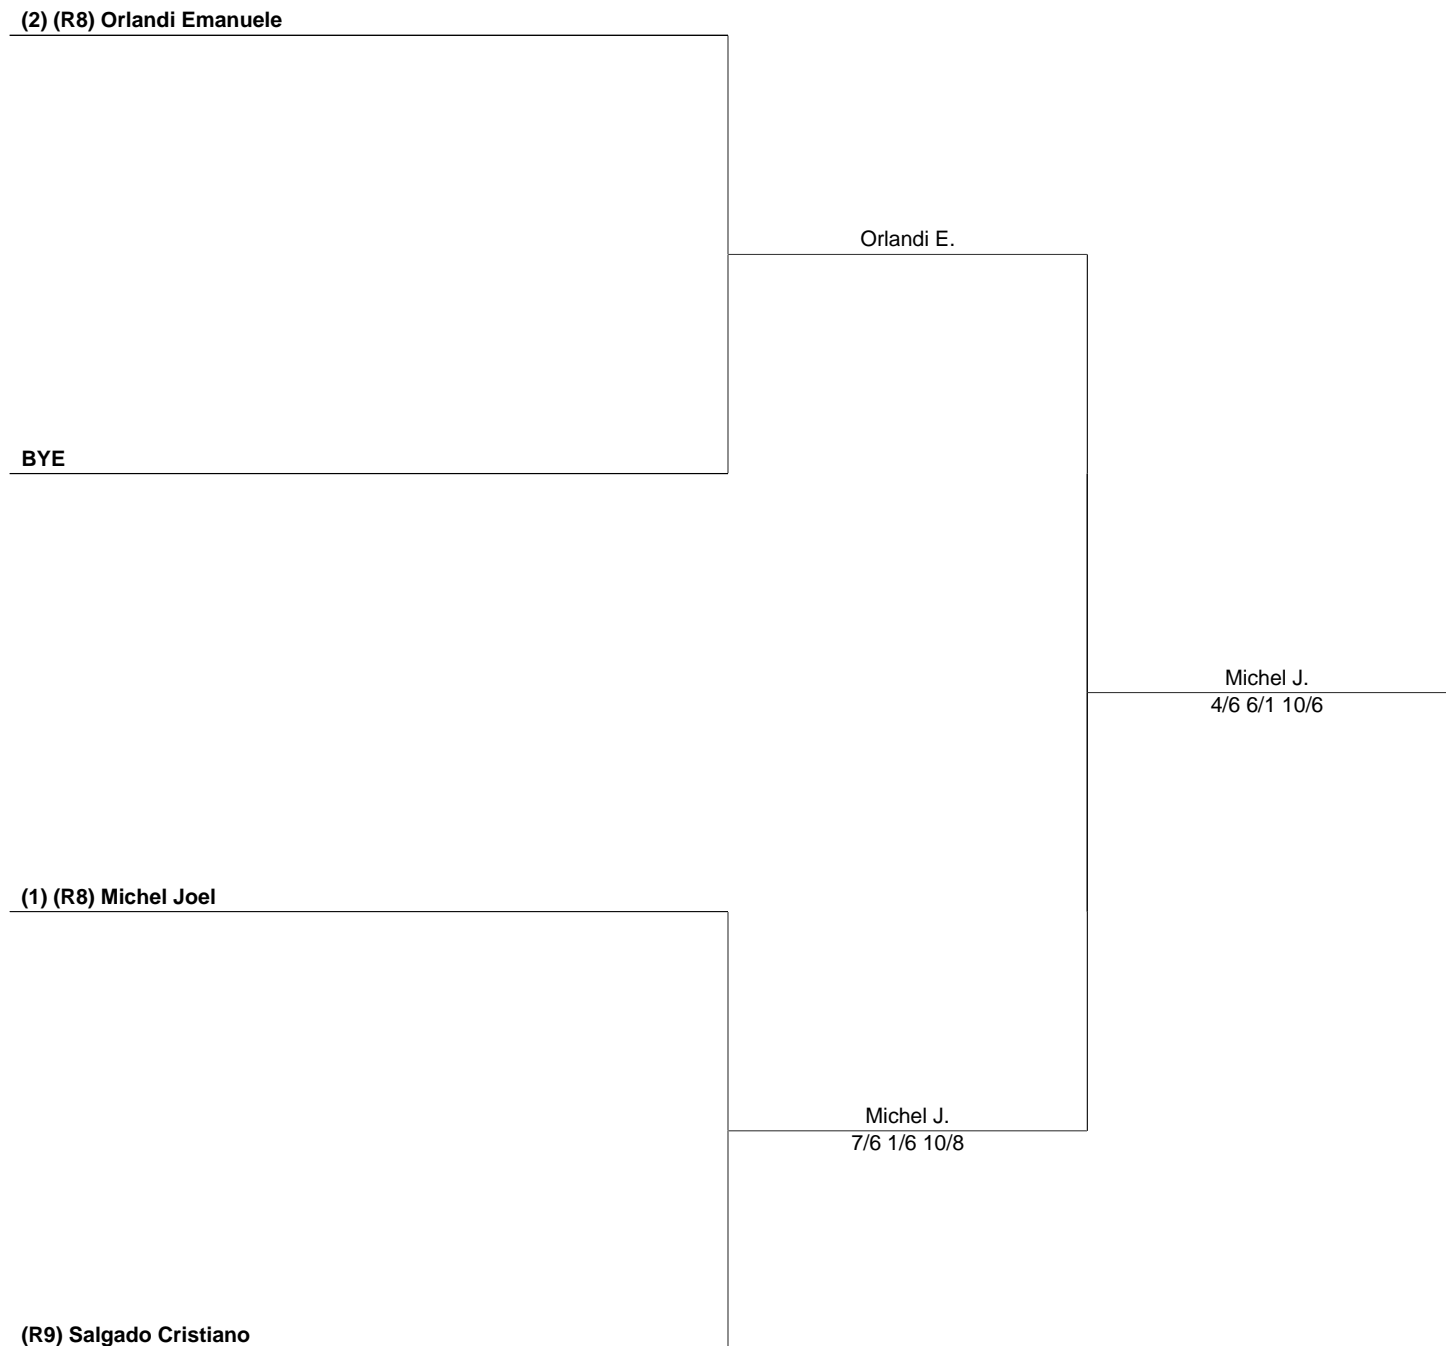 (2) (R8) Orlandi Emanuele
Orlandi E.
BYE
Michel J.
4/6 6/1 10/6
(1) (R8) Michel Joel
Michel J.
7/6 1/6 10/8
(R9) Salgado Cristiano